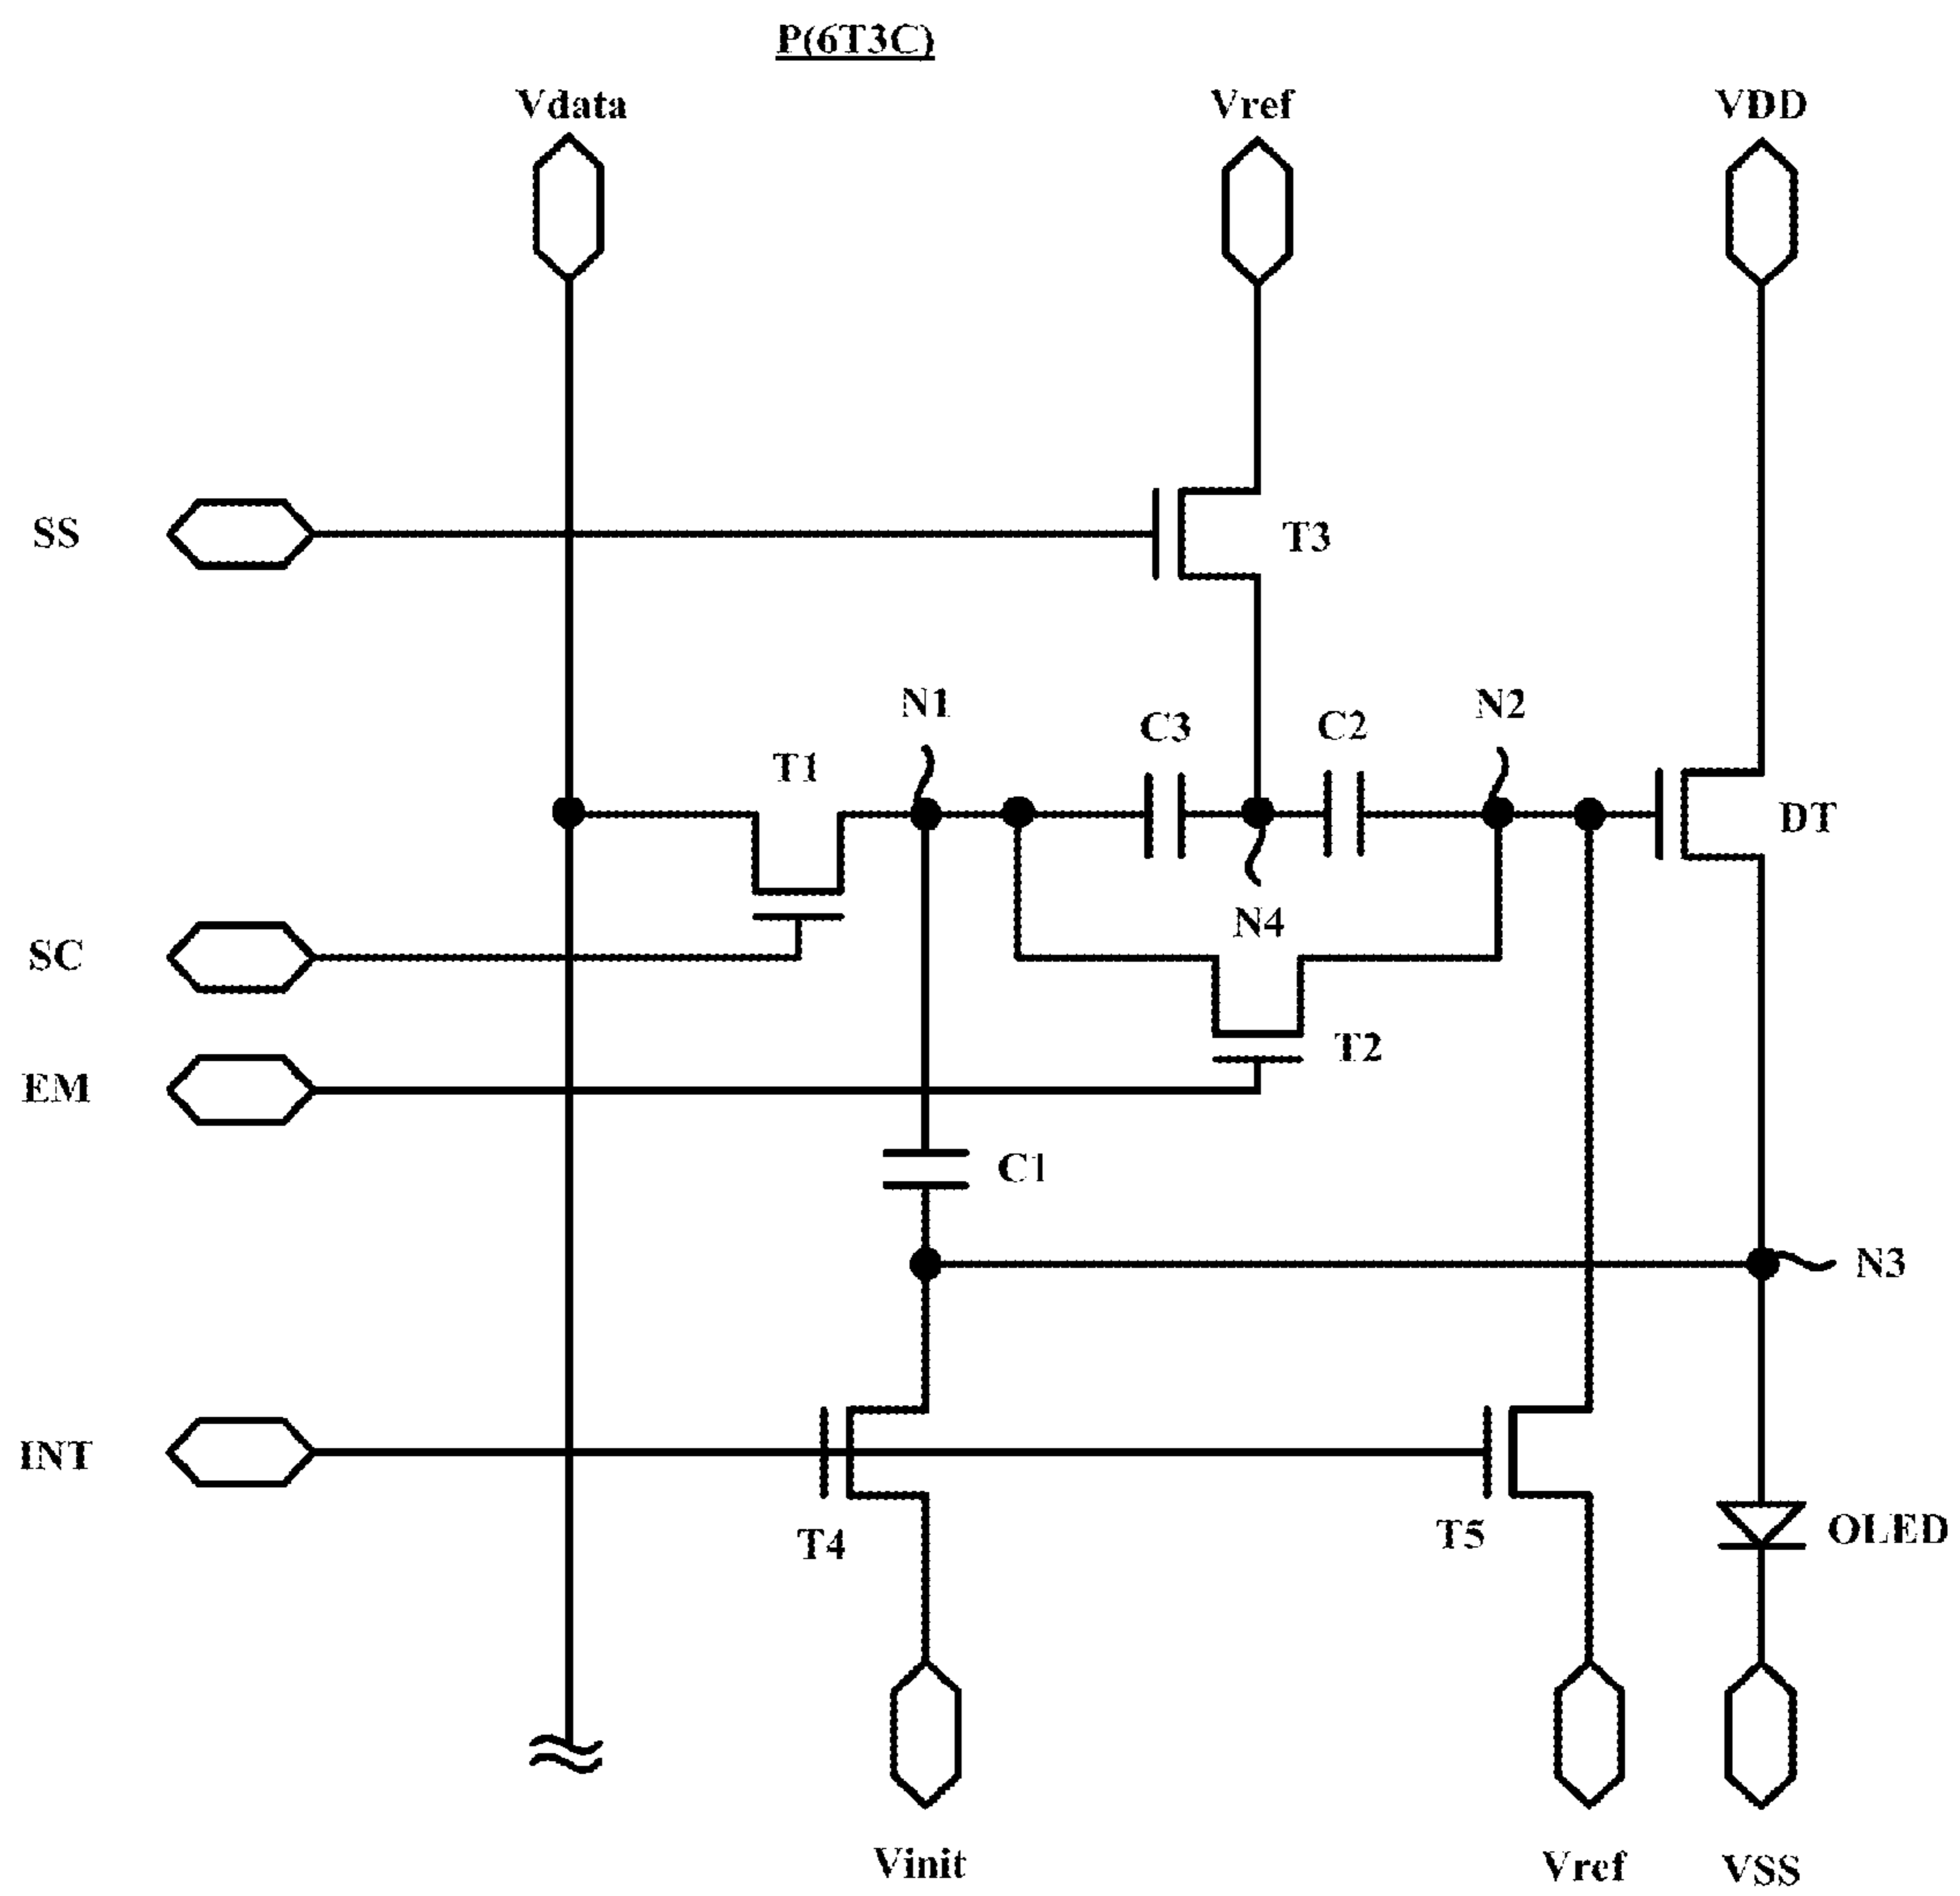 P(6T3C)
Vdata
Vref
VDD
SS
T3
N1
C3
C2
N2
T1
DT
N4
SC
T2
EM
C1
N3
INT
T4
T5
OLED
Vinit
Vref
VSS